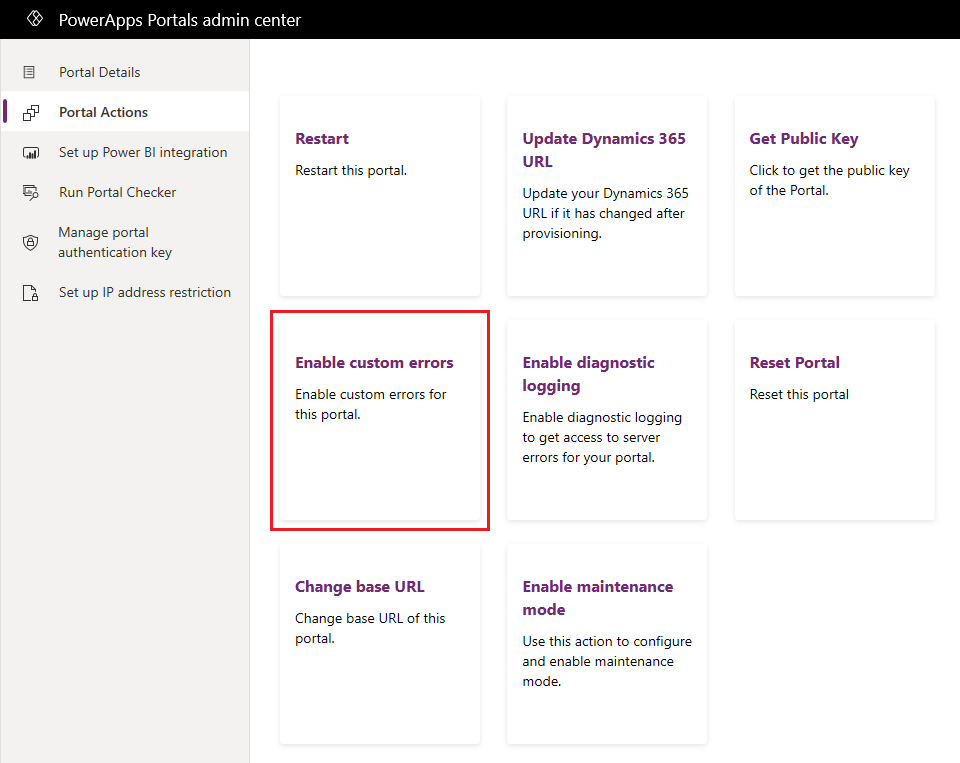 PowerApps Portals admin center
Portal Details
Portal Actions
Set up Power BI integration
Run Portal Checker
Manage portal
authentication key
Set up IP address restriction
Restart
Restart this portal.
Update Dynamics 365
URL
Update your Dynamics 365
URL if it has changed after
provisioning.
Get Public Key
Click to get the public key
of the Portal.
Enable custom errors
Enable custom errors for
this portal.
Enable diagnostic
logging
Enable diagnostic logging
to get access to server
errors for your portal.
Reset Portal
Reset this portal
Change base URL
Change base URL of this
portal.
Enable maintenance
mode
Use this action to configure
and enable maintenance
mode.